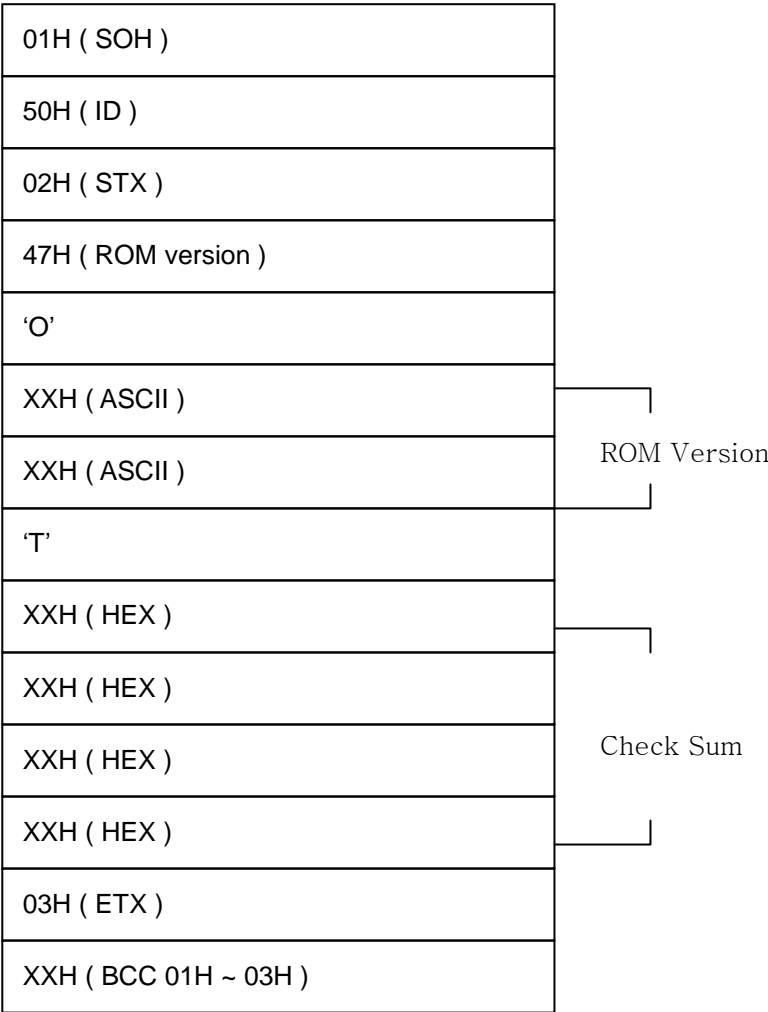 01H ( SOH )
50H ( ID )
02H ( STX )
47H ( ROM version )
‘O’
XXH ( ASCII )
XXH ( ASCII )
ROM Version
‘T’
XXH ( HEX )
XXH ( HEX )
XXH ( HEX )
Check Sum
XXH ( HEX )
03H ( ETX )
XXH ( BCC 01H ~ 03H )